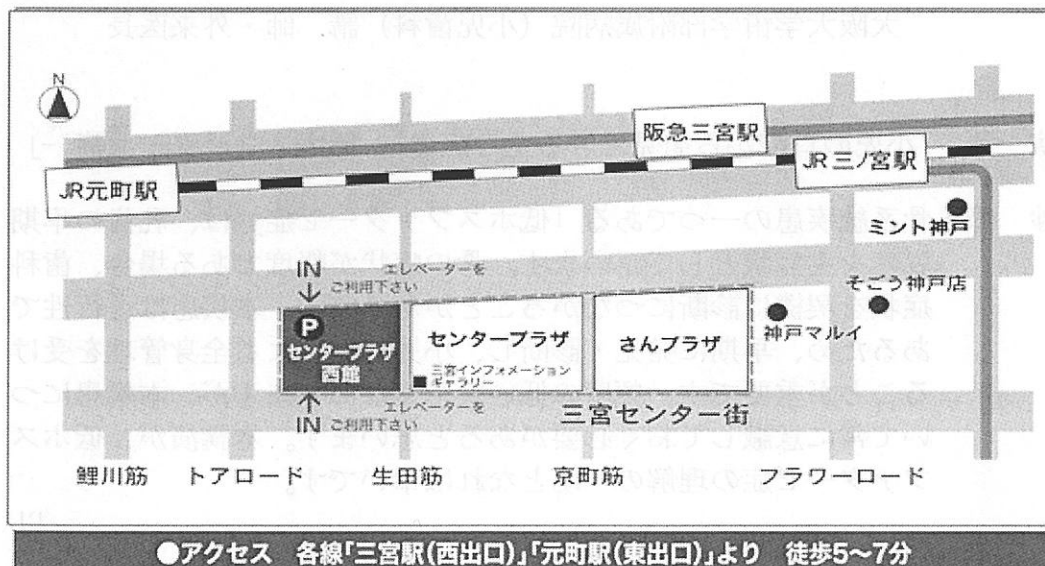 N
阪急三宮駅
JR三ノ宮駅
JR元町駅
ミント神戸
そごう神戸店
神戸マルイ
IN
エレベーターを
ご利用下さい
P
センタープラザ
西館
センタープラザ
三宮インフォメーション
ギャラリー
さんプラザ
IN
エレベーターを
ご利用下さい
三宮センター街
鯉川筋
トアロード
生田筋
京町筋
フラワーロード
●アクセス 各線「三宮駅(西出口)」「元町駅(東出口)」より 徒歩5〜7分